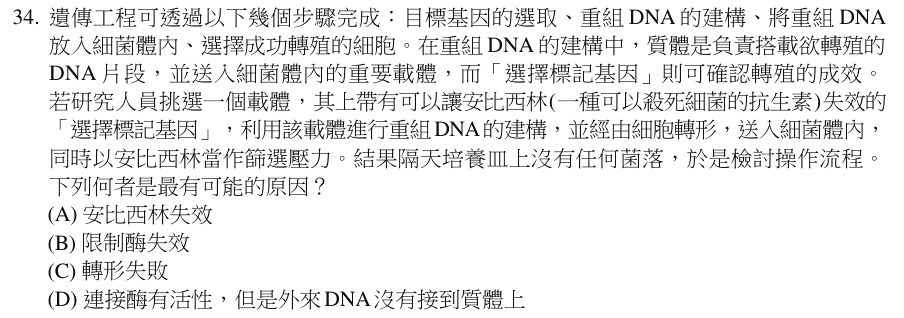 34. 遺傳工程可透過以下幾個步驟完成：目標基因的選取、重組 DNA 的建構、將重組 DNA
放入細菌體內、選擇成功轉殖的細胞。在重組 DNA 的建構中，質體是負責搭載欲轉殖的
DNA 片段，並送入細菌體內的重要載體，而「選擇標記基因」則可確認轉殖的成效。
若研究人員挑選一個載體，其上帶有可以讓安比西林(一種可以殺死細菌的抗生素)失效的
「選擇標記基因」，利用該載體進行重組 DNA 的建構，並經由細胞轉形，送入細菌體內，
同時以安比西林當作篩選壓力。結果隔天培養皿上沒有任何菌落，於是檢討操作流程。
下列何者是最有可能的原因？
(A) 安比西林失效
(B) 限制酶失效
(C) 轉形失敗
(D) 連接酶有活性，但是外來 DNA 沒有接到質體上